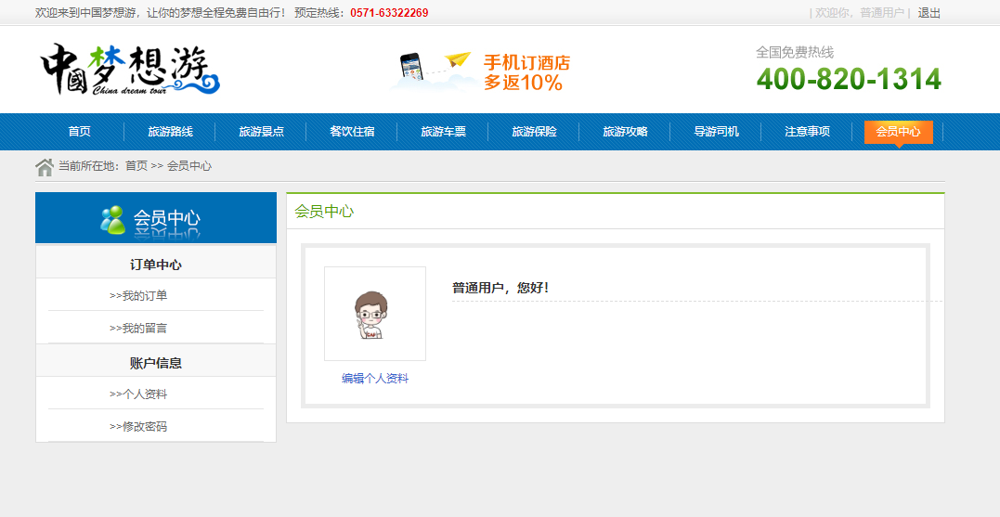 欢迎来到中国梦想游，让你的梦想全程免费自由行！ 预定热线：0571-63322269
| 欢迎你，普通用户 | 退出
中國梦想游
China dream tour
手机订酒店
多返10%
全国免费热线
400-820-1314
首页 旅游路线 旅游景点 餐饮住宿 旅游车票 旅游保险 旅游攻略 导游司机 注意事项 会员中心
当前所在地：首页 >> 会员中心
会员中心
订单中心
>>我的订单
>>我的留言
账户信息
>>个人资料
>>修改密码
会员中心
普通用户，您好！
编辑个人资料